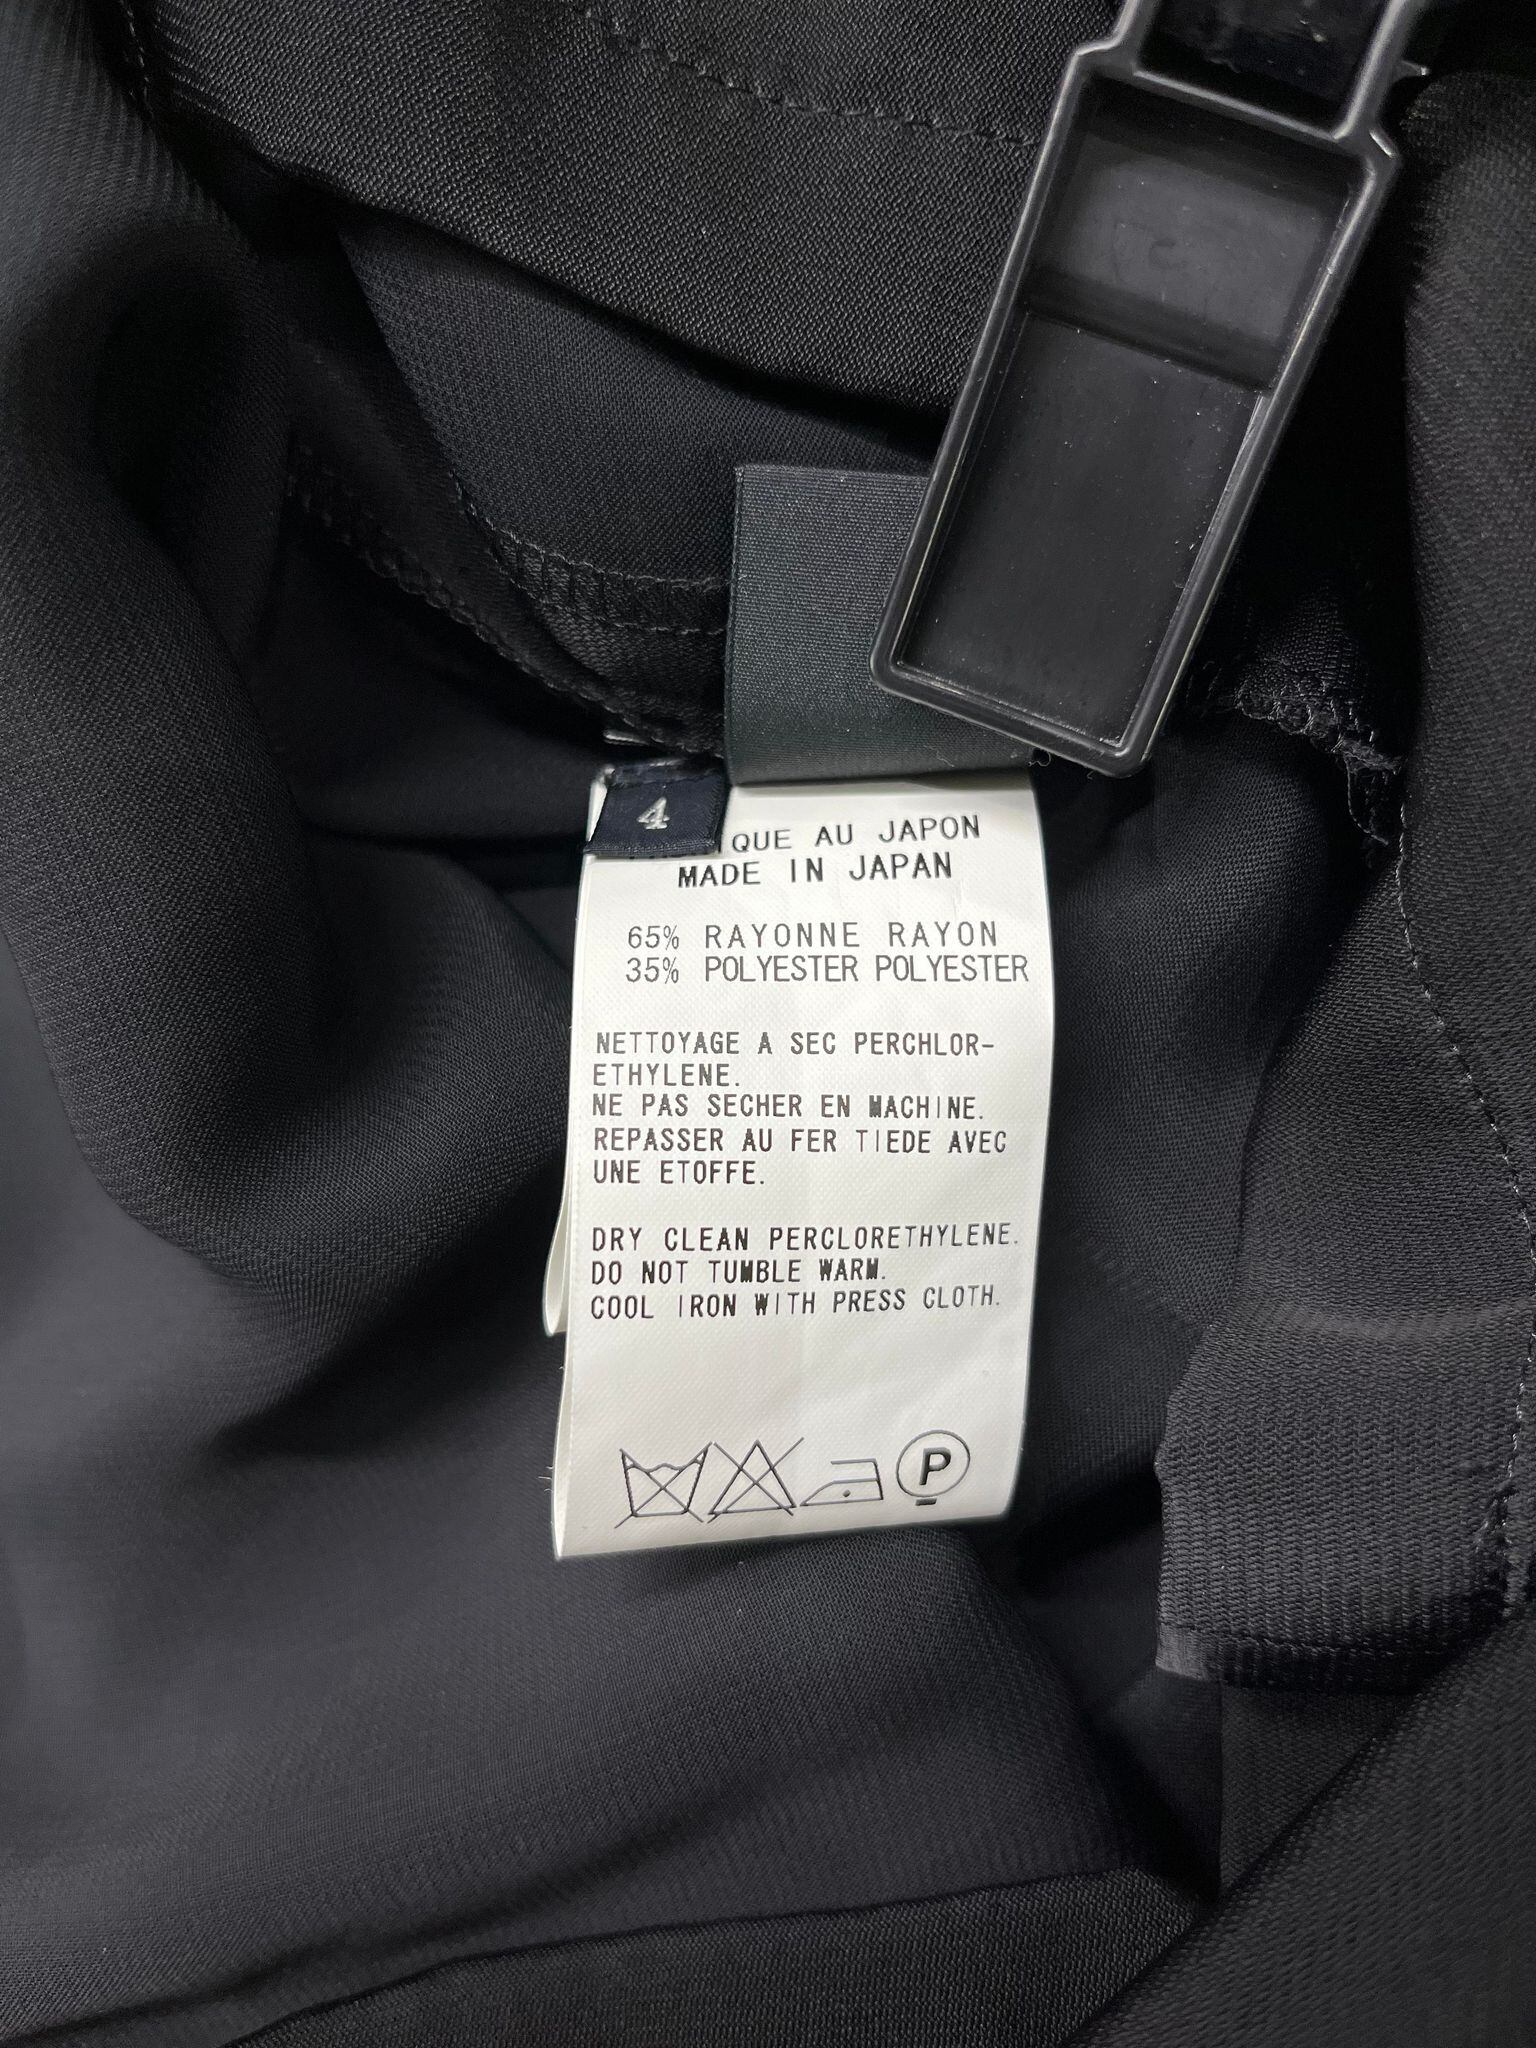 4
QUE AU JAPON
MADE IN JAPAN
65% RAYONNE RAYON
35% POLYESTER POLYESTER
NETTOYAGE A SEC PERCHLOR-
ETHYLENE.
NE PAS SECHER EN MACHINE.
REPASSER AU FER TIEDE AVEC
UNE ETOFFE.
DRY CLEAN PERCLORETHYLENE.
DO NOT TUMBLE WARM.
COOL IRON WITH PRESS CLOTH.
P